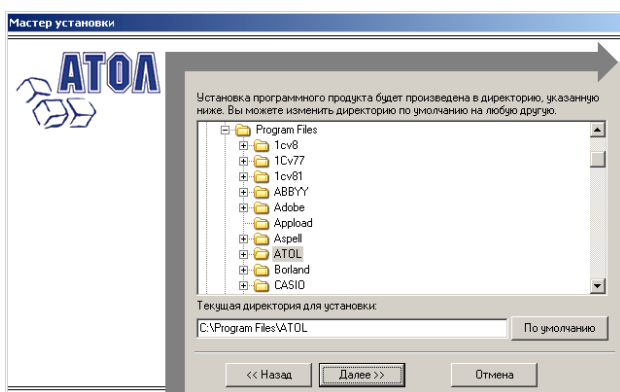 Мастер установки
АТОЛ
Установка программного продукта будет произведена в директорию, указанную
ниже. Вы можете изменить директорию по умолчанию на любую другую.
Program Files
1cv8
1Cv77
1cv81
ABBYY
Adobe
Appload
Aspell
ATOL
Borland
CASIO
Текущая директория для установки:
C:\Program Files\ATOL
По умолчанию
<< Назад
Далее >>
Отмена